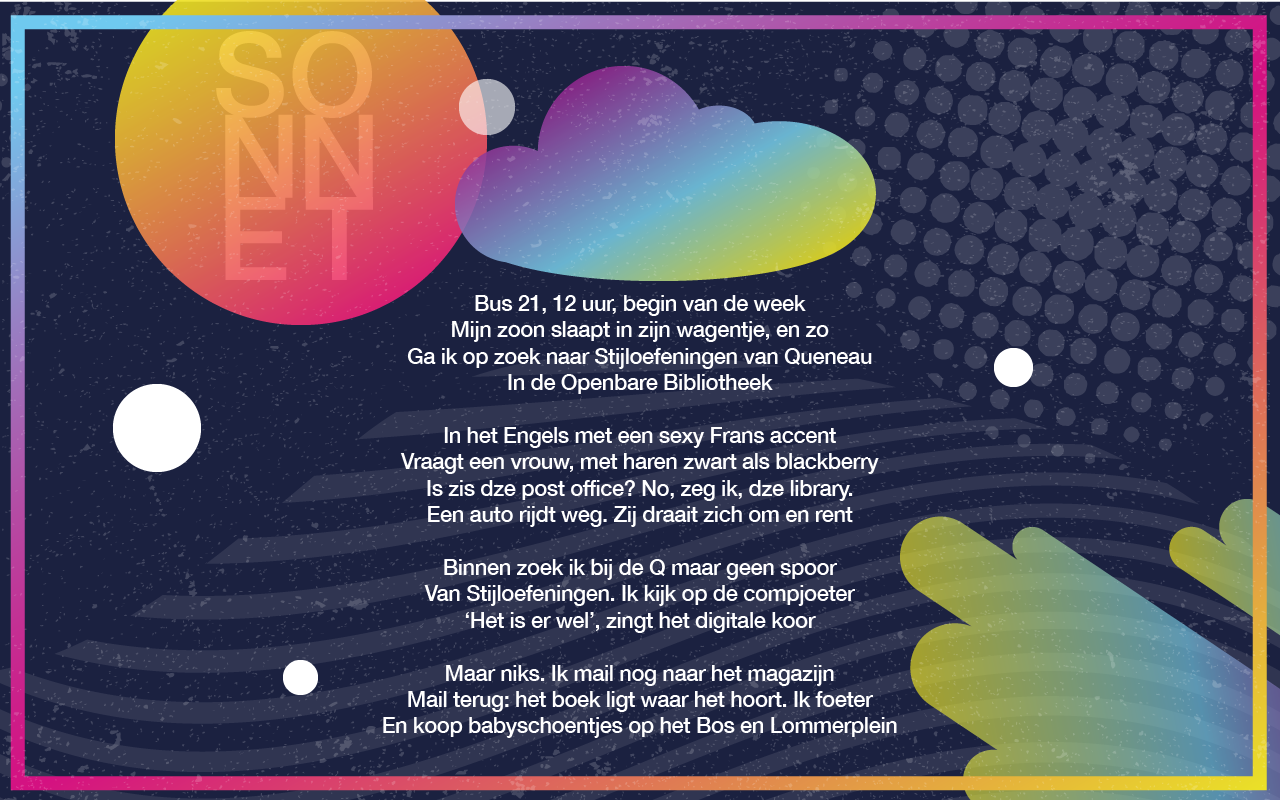 SO
NN
ET
Bus 21, 12 uur, begin van de week
Mijn zoon slaapt in zijn wagentje, en zo
Ga ik op zoek naar Stijloefeningen van Queneau
In de Openbare Bibliotheek
In het Engels met een sexy Frans accent
Vraagt een vrouw, met haren zwart als blackberry
Is zis dze post office? No, zeg ik, dze library.
Een auto rijdt weg. Zij draait zich om en rent
Binnen zoek ik bij de Q maar geen spoor
Van Stijloefeningen. Ik kijk op de compjoeter
‘Het is er wel’, zingt het digitale koor
Maar niks. Ik mail nog naar het magazijn
Mail terug: het boek ligt waar het hoort. Ik foeter
En koop babyschoentjes op het Bos en Lommerplein